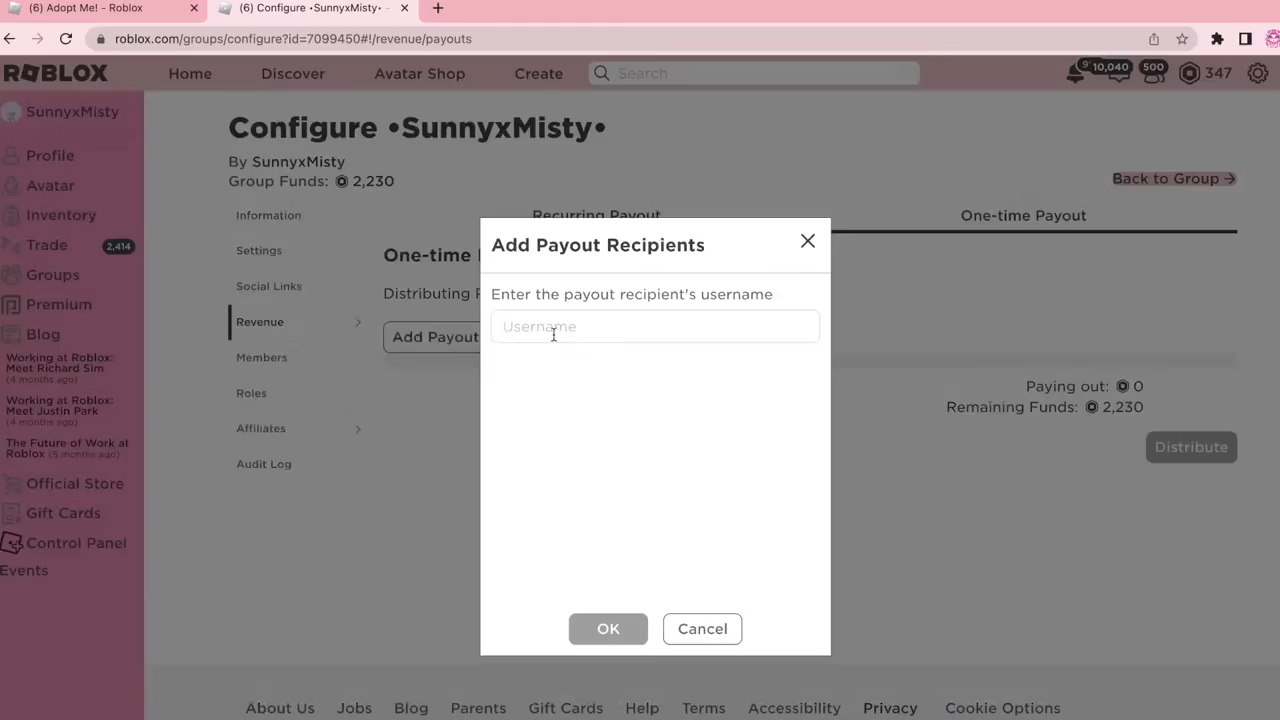 (6) Adopt Me! - Roblox
(6) Configure •SunnyxMisty• -
roblox.com/groups/configure?id=7099450#!/revenue/payouts
ROBLOX
Home
Discover
Avatar Shop
Create
Search
10,040
500
347
SunnyxMisty
Profile
Avatar
Inventory
Trade
2,414
Groups
Premium
Blog
Working at Roblox:
Meet Richard Sim
(4 months ago)
Working at Roblox:
Meet Justin Park
(4 months ago)
The Future of Work at
Roblox (5 months ago)
Official Store
Gift Cards
Control Panel
Events
Configure •SunnyxMisty•
By SunnyxMisty
Group Funds: 2,230
Back to Group →
Information
Settings
Social Links
Revenue
Members
Roles
Affiliates
Audit Log
Recurring Payout
One-time Payout
One-time
Distributing
Add Payout
Paying out: 0
Remaining Funds: 2,230
Distribute
Add Payout Recipients
Enter the payout recipient's username
Username
OK
Cancel
About Us
Jobs
Blog
Parents
Gift Cards
Help
Terms
Accessibility
Privacy
Cookie Options